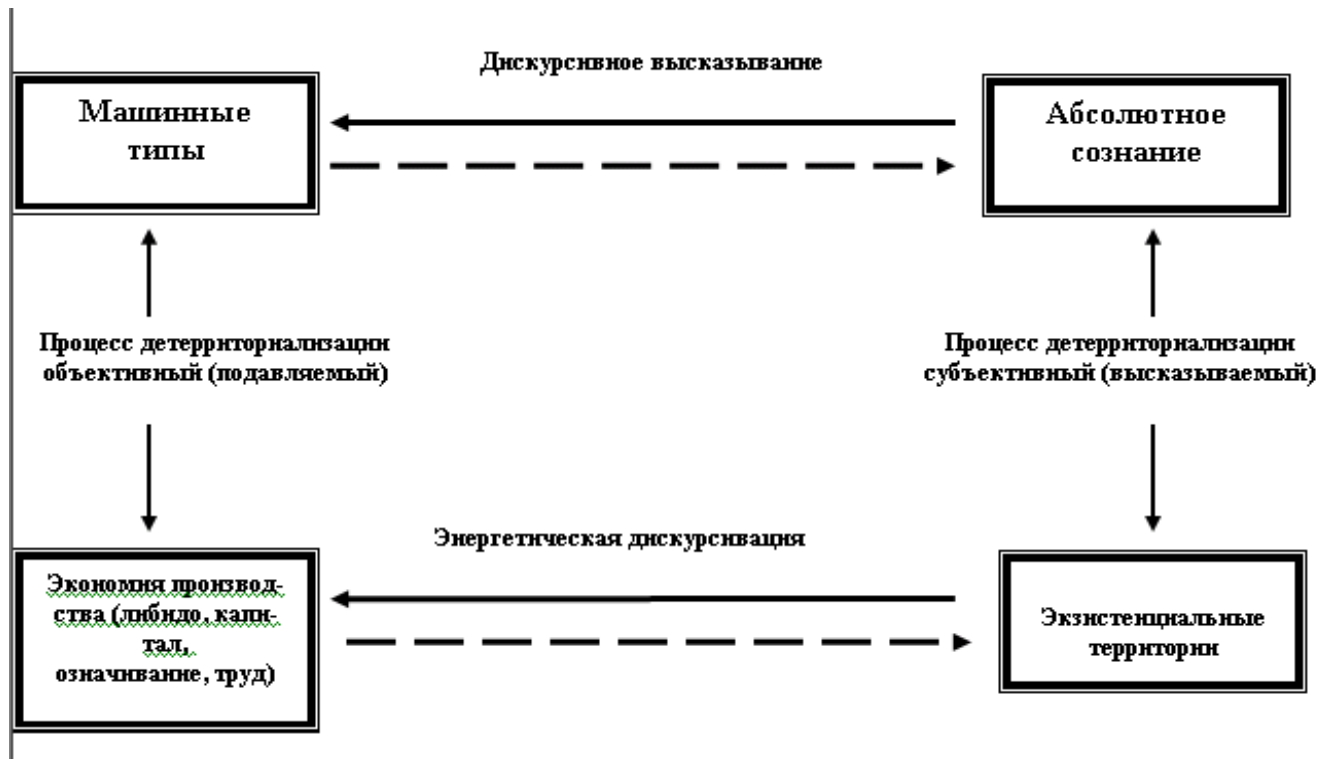 Дискурсивное высказывание
Машинные
типы
Абсолютное
сознание
Процесс детерриториализации
объективный (подавляемый)
Процесс детерриториализации
субъективный (высказываемый)
Энергетическая дискурсивация
Экономия производ-
ства (либидо, капи-
тал,
означивание, труд)
Экзистенциальные
территории